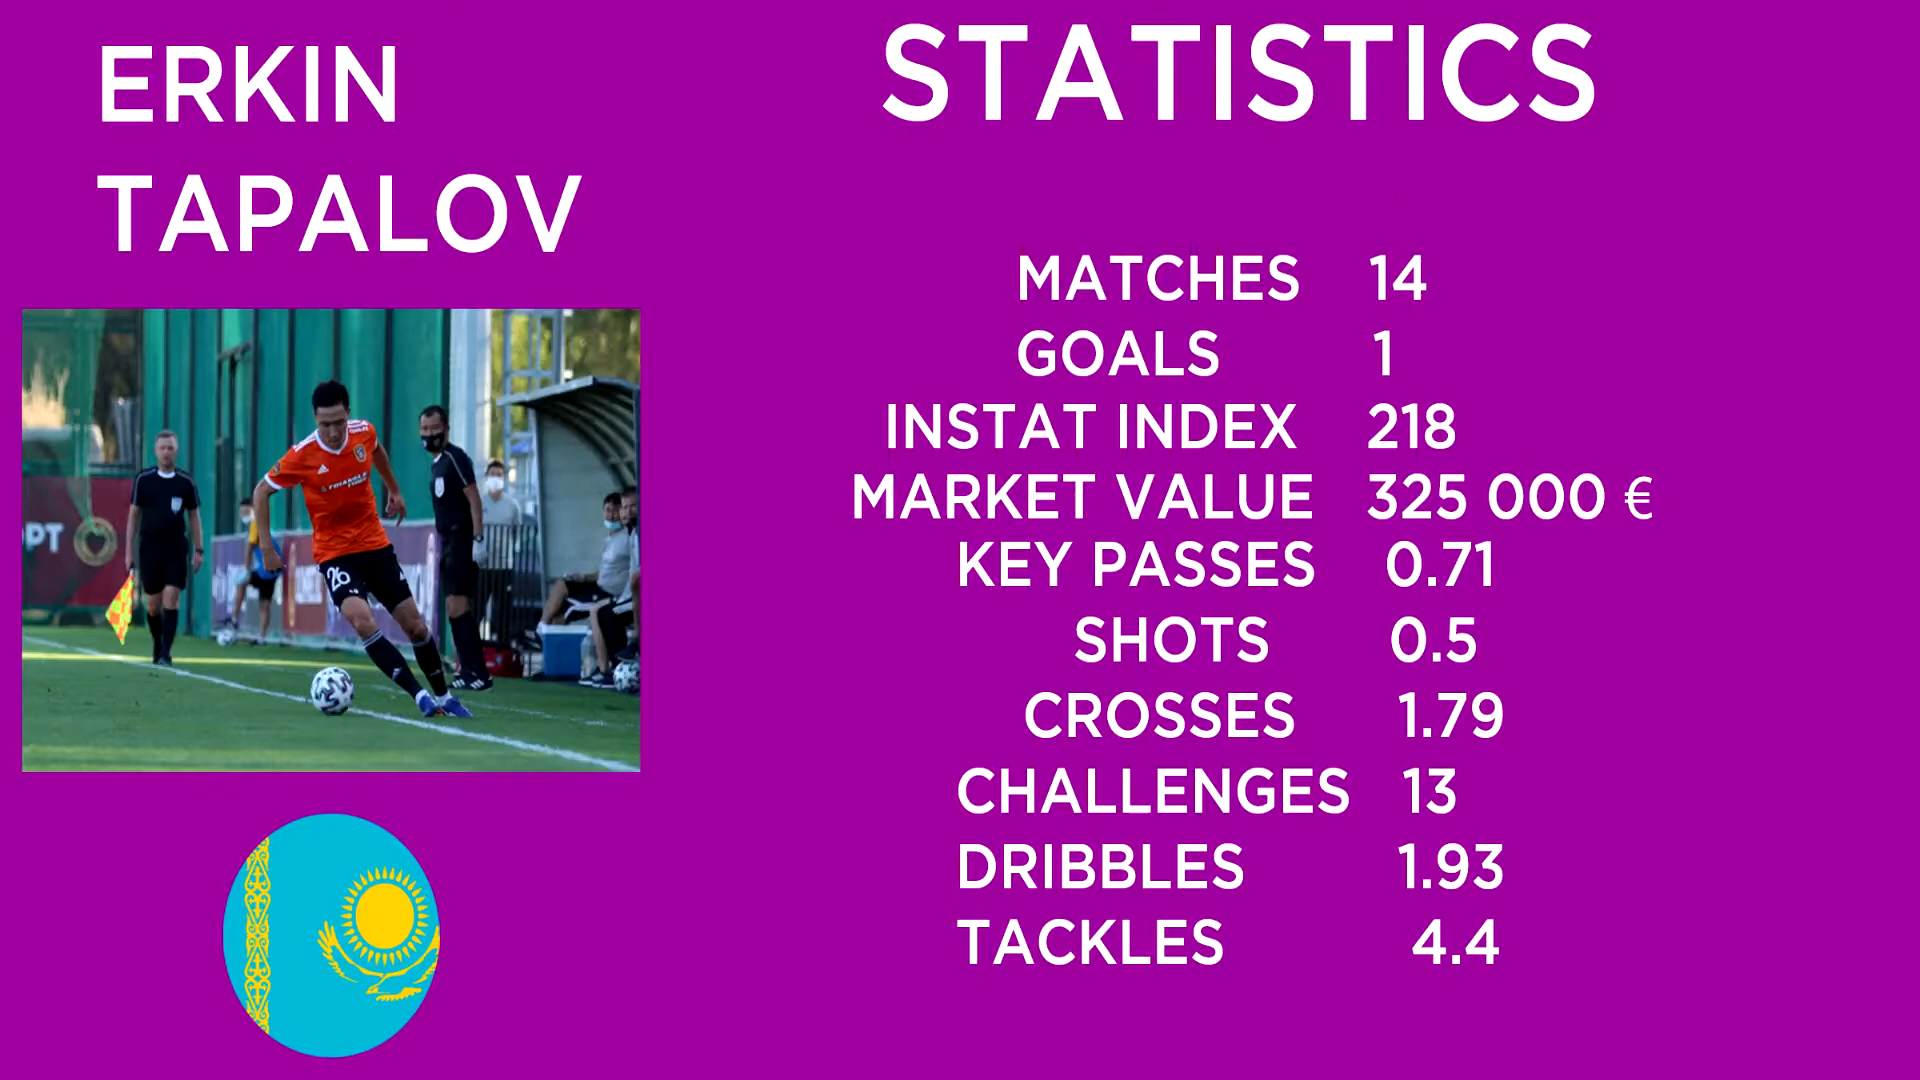 ERKIN
TAPALOV
STATISTICS
MATCHES 14
GOALS 1
INSTAT INDEX 218
MARKET VALUE 325 000 €
KEY PASSES 0.71
SHOTS 0.5
CROSSES 1.79
CHALLENGES 13
DRIBBLES 1.93
TACKLES 4.4
26